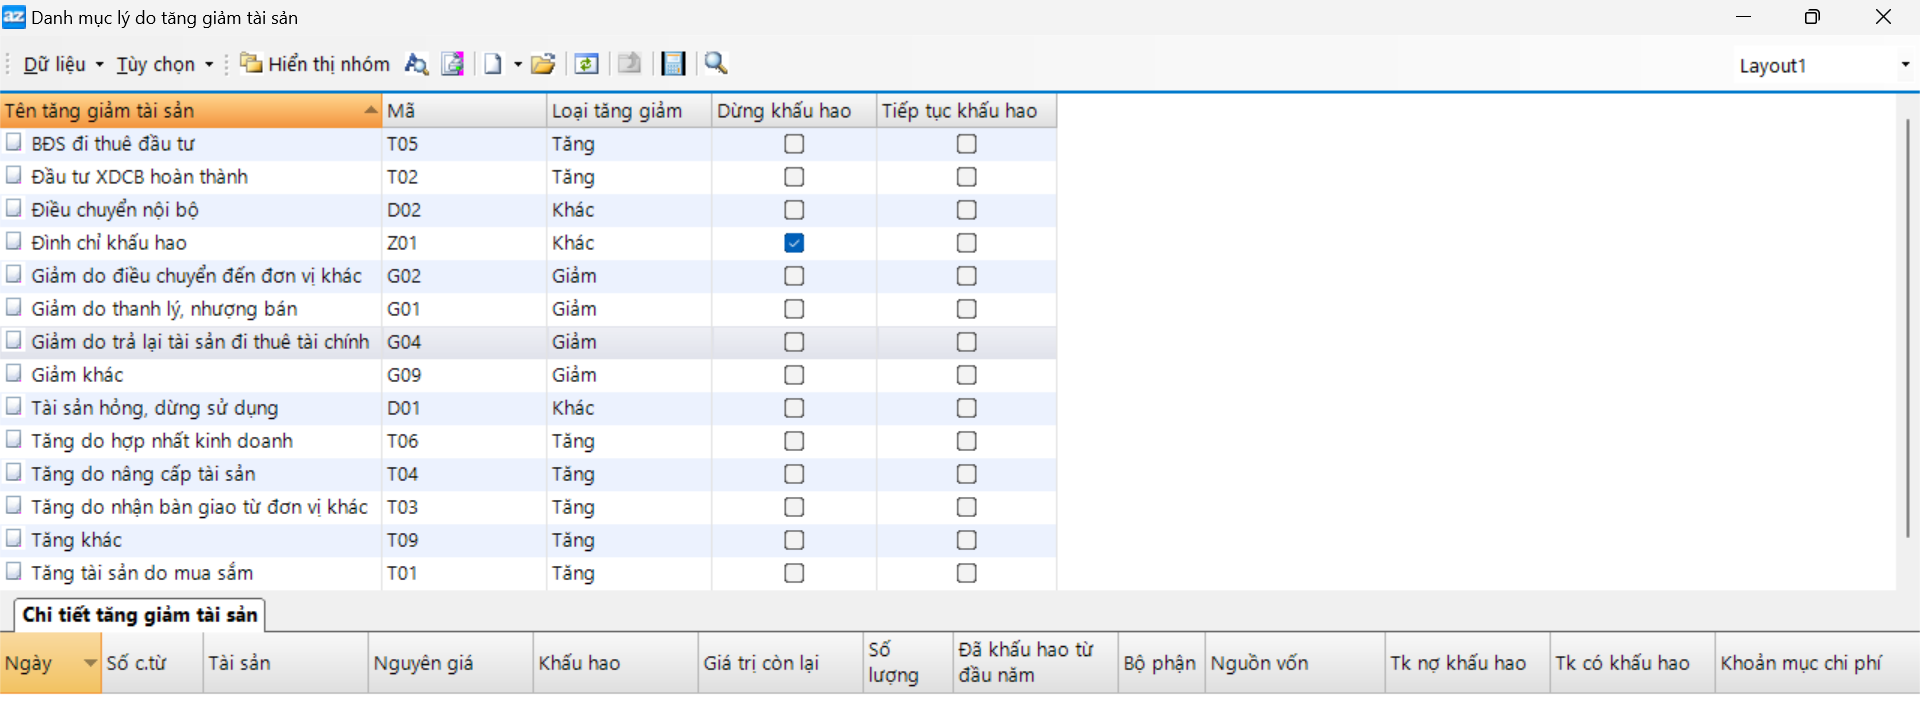 az Danh mục lý do tăng giảm tài sản
Dữ liệu Tùy chọn Hiển thị nhóm Layout1
Tên tăng giảm tài sản Mã Loại tăng giảm Dừng khấu hao Tiếp tục khấu hao
BĐS đi thuê đầu tư T05 Tăng
Đầu tư XDCB hoàn thành T02 Tăng
Điều chuyển nội bộ D02 Khác
Đình chỉ khấu hao Z01 Khác
Giảm do điều chuyển đến đơn vị khác G02 Giảm
Giảm do thanh lý, nhượng bán G01 Giảm
Giảm do trả lại tài sản đi thuê tài chính G04 Giảm
Giảm khác G09 Giảm
Tài sản hỏng, dừng sử dụng D01 Khác
Tăng do hợp nhất kinh doanh T06 Tăng
Tăng do nâng cấp tài sản T04 Tăng
Tăng do nhận bàn giao từ đơn vị khác T03 Tăng
Tăng khác T09 Tăng
Tăng tài sản do mua sắm T01 Tăng
Chi tiết tăng giảm tài sản
Ngày Số c.từ Tài sản Nguyên giá Khấu hao Giá trị còn lại Số lượng Đã khấu hao từ đầu năm Bộ phận Nguồn vốn Tk nợ khấu hao Tk có khấu hao Khoản mục chi phí